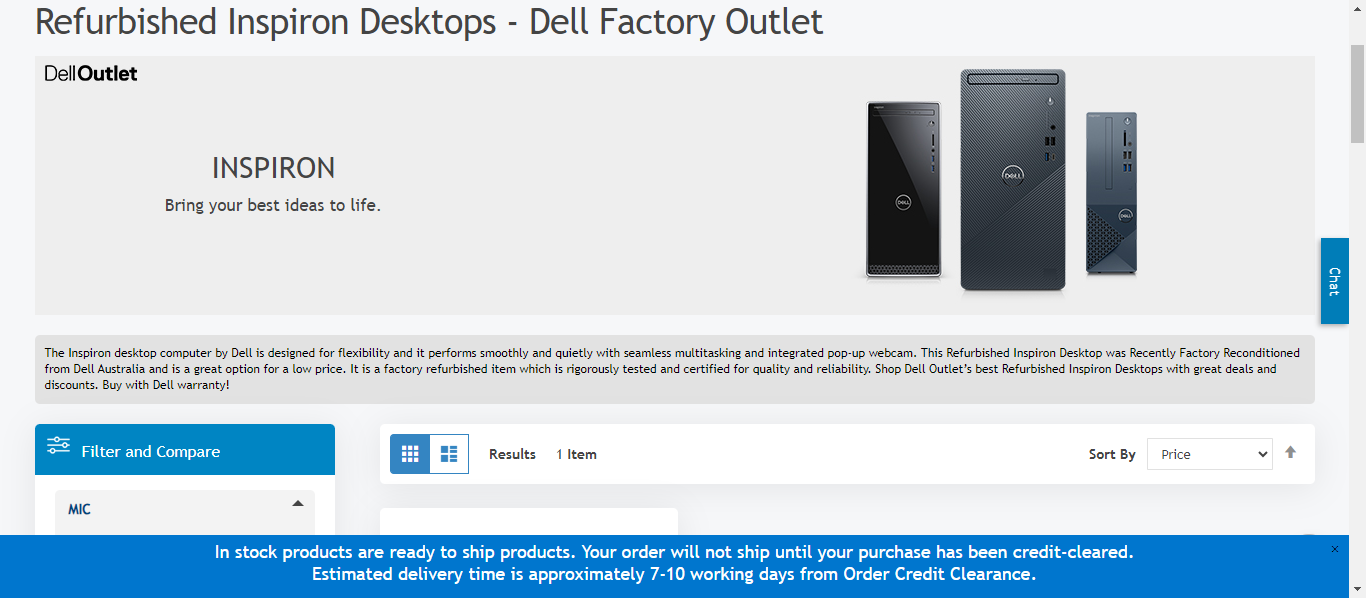 Refurbished Inspiron Desktops - Dell Factory Outlet
DellOutlet
INSPIRON
Bring your best ideas to life.
DELL
DELL
DELL
Chat
The Inspiron desktop computer by Dell is designed for flexibility and it performs smoothly and quietly with seamless multitasking and integrated pop-up webcam. This Refurbished Inspiron Desktop was Recently Factory Reconditioned
from Dell Australia and is a great option for a low price. It is a factory refurbished item which is rigorously tested and certified for quality and reliability. Shop Dell Outlet’s best Refurbished Inspiron Desktops with great deals and
discounts. Buy with Dell warranty!
Filter and Compare
Results 1 Item
Sort By Price
MIC
In stock products are ready to ship products. Your order will not ship until your purchase has been credit-cleared.
Estimated delivery time is approximately 7-10 working days from Order Credit Clearance.